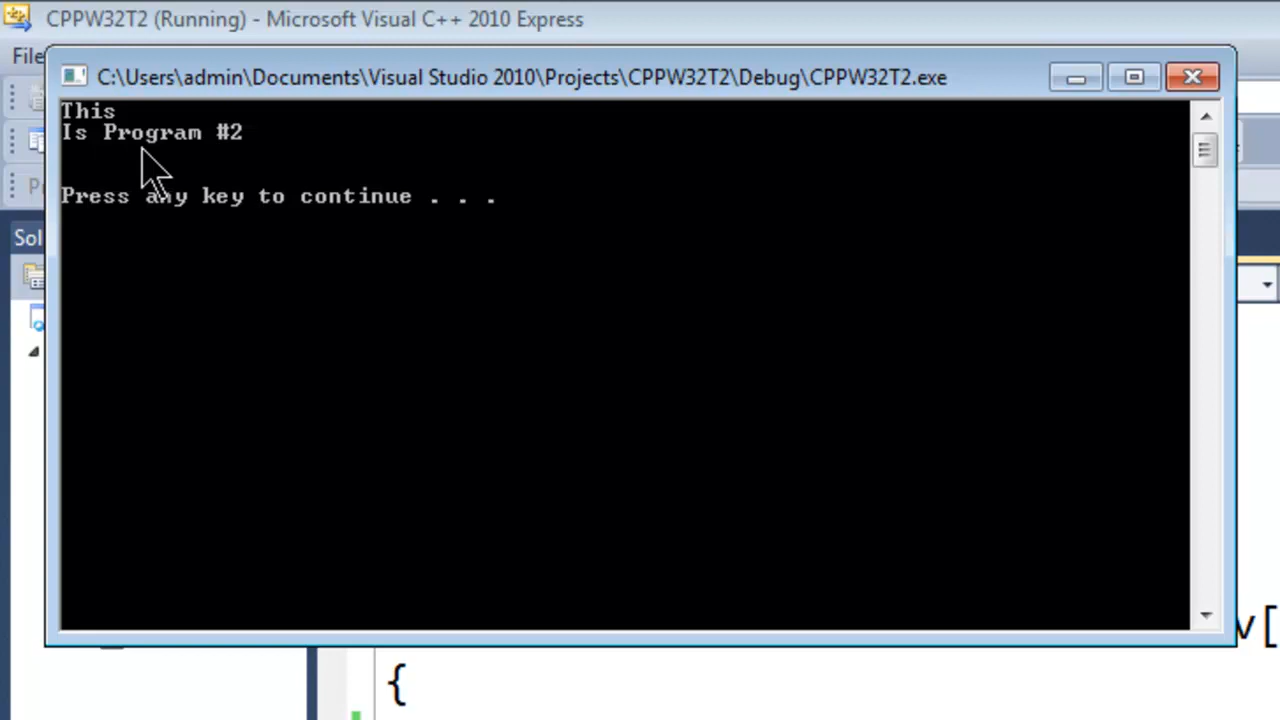 CPPW32T2 (Running) - Microsoft Visual C++ 2010 Express
File
C:\Users\admin\Documents\Visual Studio 2010\Projects\CPPW32T2\Debug\CPPW32T2.exe
This
Is Program #2
Press any key to continue . . .
Sol
v[
{